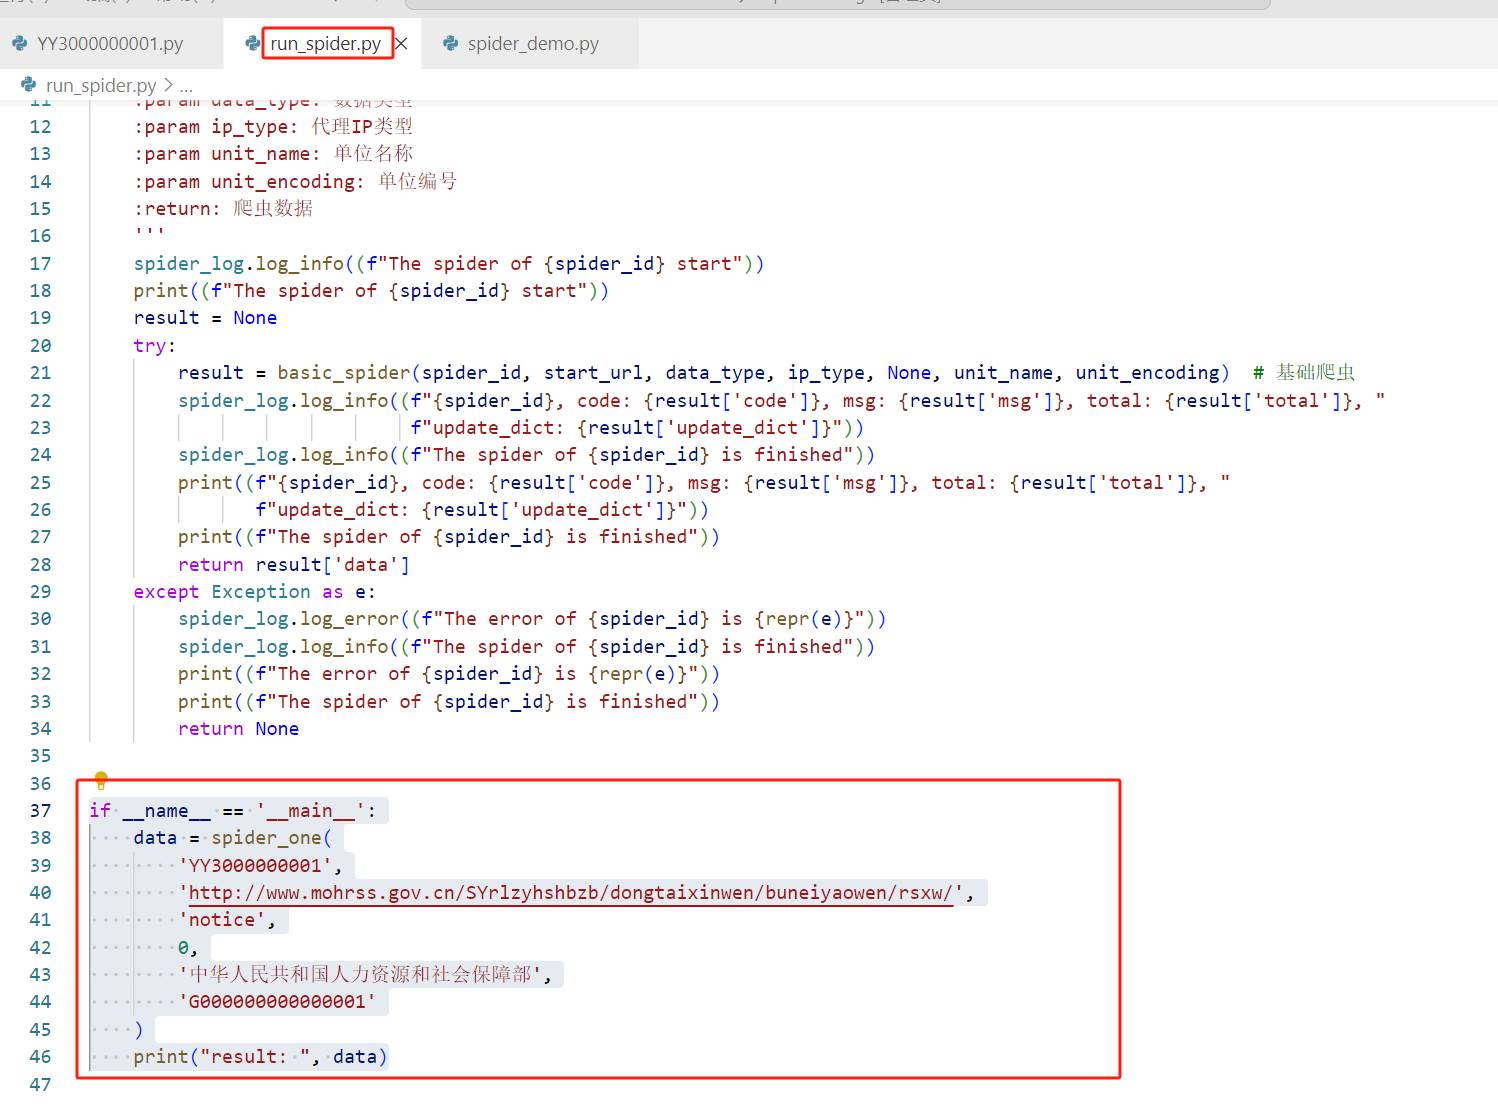 YY3000000001.py run_spider.py spider_demo.py
run_spider.py > ...
11 :param data_type: 数据类型
12 :param ip_type: 代理IP类型
13 :param unit_name: 单位名称
14 :param unit_encoding: 单位编号
15 :return: 爬虫数据
16 '''
17 spider_log.log_info((f"The spider of {spider_id} start"))
18 print((f"The spider of {spider_id} start"))
19 result = None
20 try:
21 result = basic_spider(spider_id, start_url, data_type, ip_type, None, unit_name, unit_encoding) # 基础爬虫
22 spider_log.log_info((f"{spider_id}, code: {result['code']}, msg: {result['msg']}, total: {result['total']}, "
23 f"update_dict: {result['update_dict']}"))
24 spider_log.log_info((f"The spider of {spider_id} is finished"))
25 print((f"{spider_id}, code: {result['code']}, msg: {result['msg']}, total: {result['total']}, "
26 f"update_dict: {result['update_dict']}"))
27 print((f"The spider of {spider_id} is finished"))
28 return result['data']
29 except Exception as e:
30 spider_log.log_error((f"The error of {spider_id} is {repr(e)}"))
31 spider_log.log_info((f"The spider of {spider_id} is finished"))
32 print((f"The error of {spider_id} is {repr(e)}"))
33 print((f"The spider of {spider_id} is finished"))
34 return None
35
36
37 if __name__ == '__main__':
38 data = spider_one(
39 'YY3000000001',
40 'http://www.mohrss.gov.cn/SYrlzyhshbzb/dongtaixinwen/buneiyaowen/rsxw/',
41 'notice',
42 0,
43 '中华人民共和国人力资源和社会保障部',
44 'G000000000000001'
45 )
46 print("result: ", data)
47